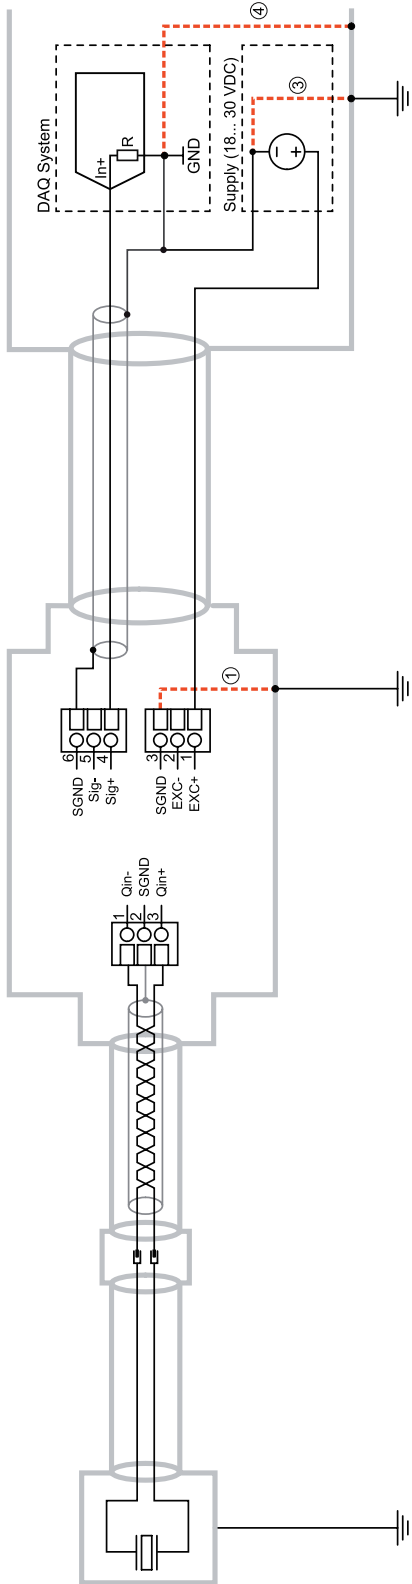 ④
DAQ System
In+
R
GND
Supply (18... 30 VDC)
③
− +
①
6 5 4
SGND
Sig-
Sig+
3 2 1
SGND
EXC-
EXC+
Qin-
SGND
Qin+
1 2 3